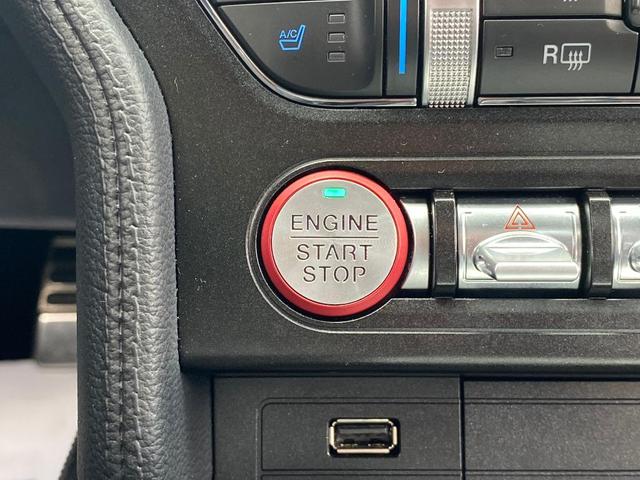 A/C
R
ENGINE
START
STOP